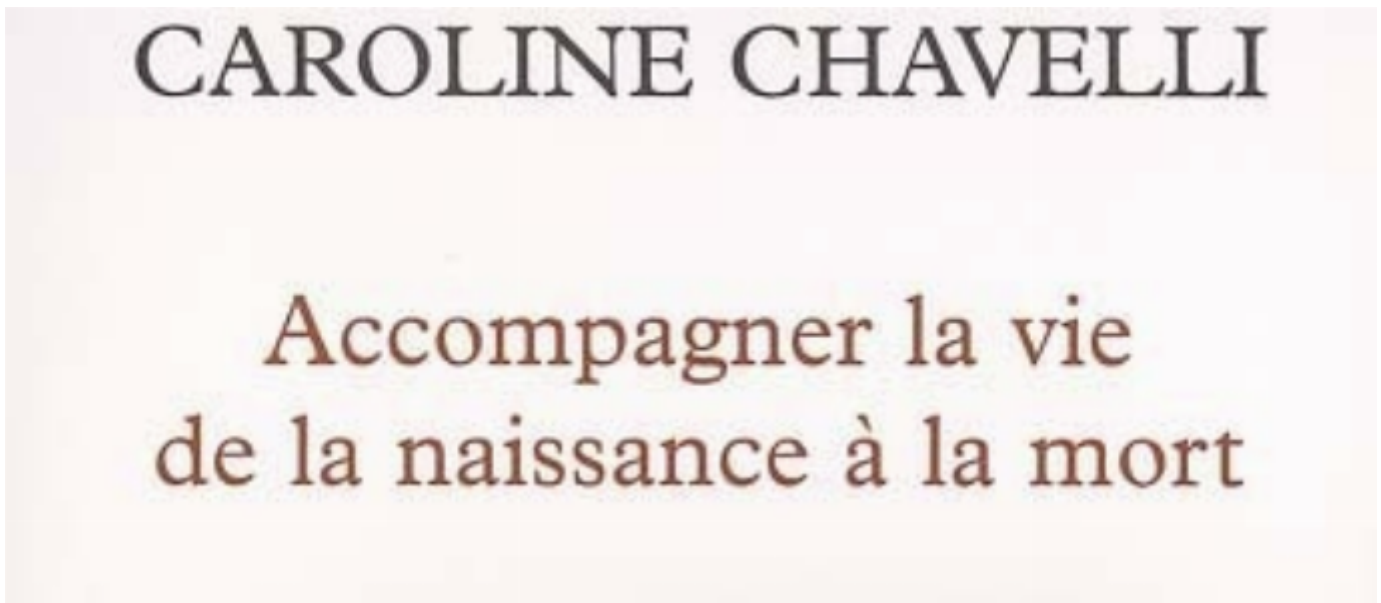 CAROLINE CHAVELLI
Accompagner la vie
de la naissance à la mort